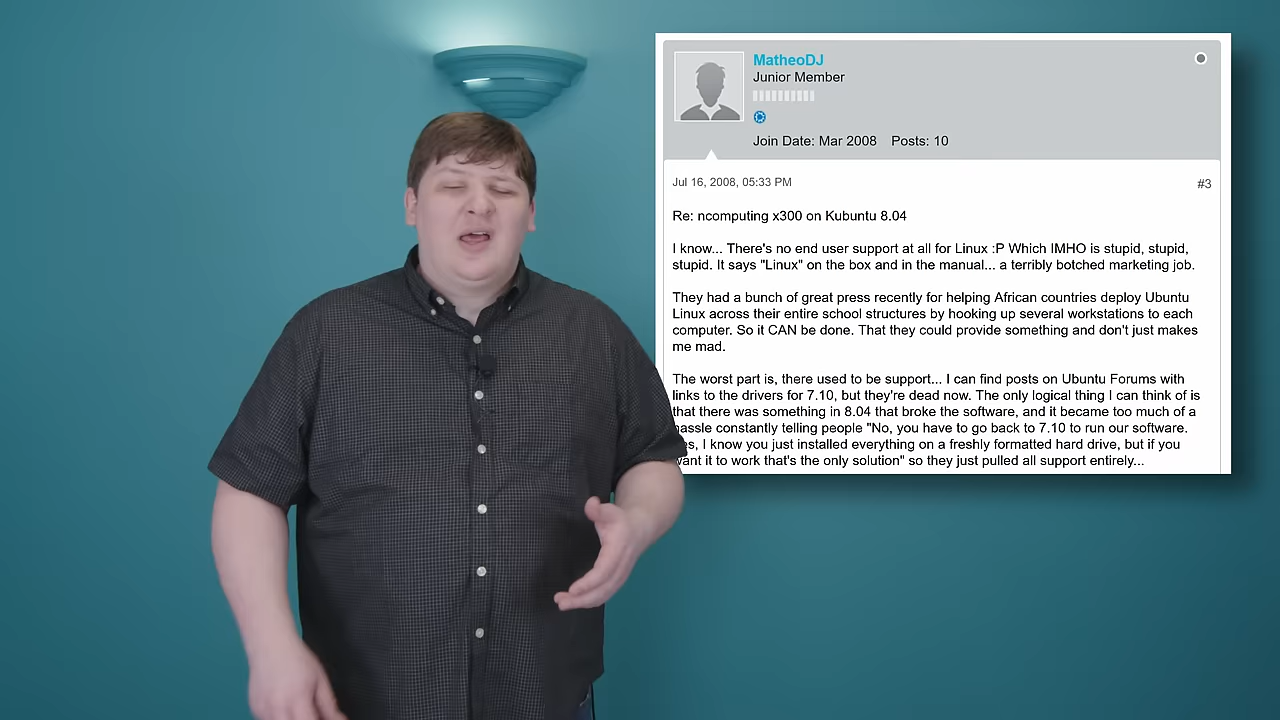 MatheoDJ
Junior Member
Join Date: Mar 2008 Posts: 10
Jul 16, 2008, 05:33 PM
#3
Re: ncomputing x300 on Kubuntu 8.04
I know... There's no end user support at all for Linux :P Which IMHO is stupid, stupid,
stupid. It says "Linux" on the box and in the manual... a terribly botched marketing job.
They had a bunch of great press recently for helping African countries deploy Ubuntu
Linux across their entire school structures by hooking up several workstations to each
computer. So it CAN be done. That they could provide something and don't just makes
me mad.
The worst part is, there used to be support... I can find posts on Ubuntu Forums with
links to the drivers for 7.10, but they're dead now. The only logical thing I can think of is
that there was something in 8.04 that broke the software, and it became too much of a
hassle constantly telling people "No, you have to go back to 7.10 to run our software.
Yes, I know you just installed everything on a freshly formatted hard drive, but if you
want it to work that's the only solution" so they just pulled all support entirely...